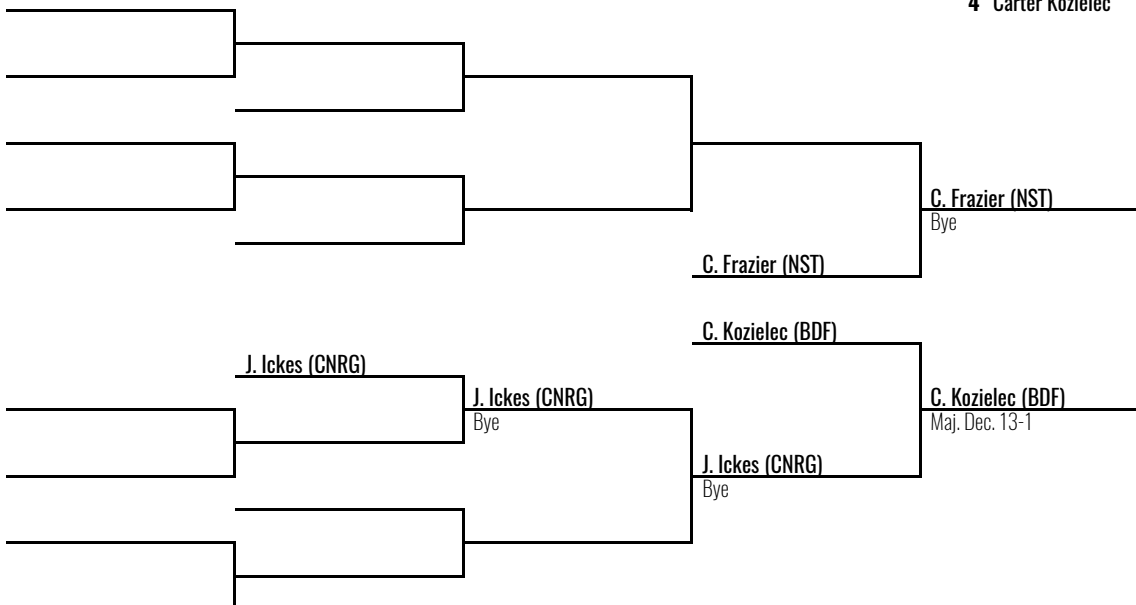 4 Carter Kozielec
C. Frazier (NST)
Bye
C. Frazier (NST)
C. Kozielec (BDF)
J. Ickes (CNRG)
J. Ickes (CNRG)
Bye
C. Kozielec (BDF)
Maj. Dec. 13-1
J. Ickes (CNRG)
Bye